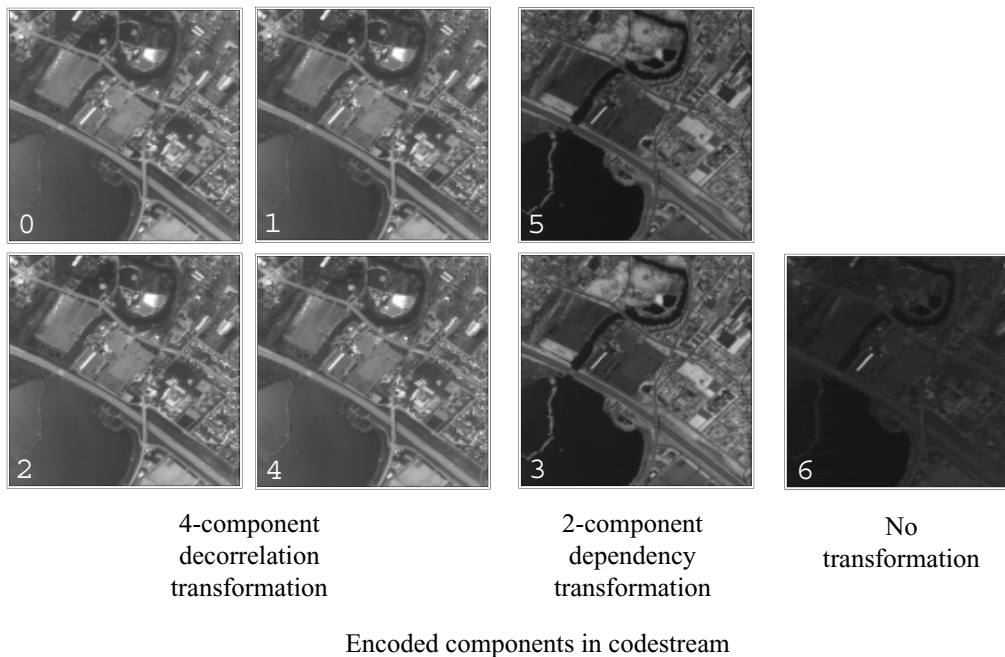 0
1
5
2
4
3
6
4-component
decorrelation
transformation
2-component
dependency
transformation
No
transformation
Encoded components in codestream